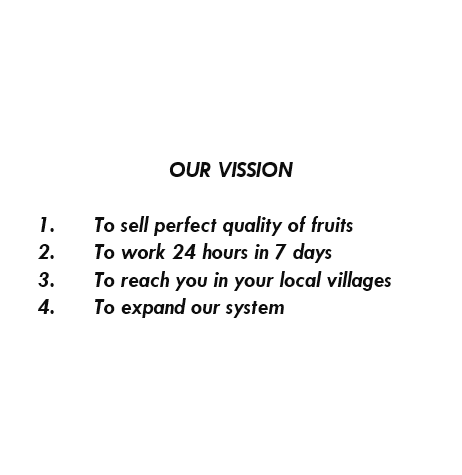 OUR VISSION
1. To sell perfect quality of fruits
2. To work 24 hours in 7 days
3. To reach you in your local villages
4. To expand our system